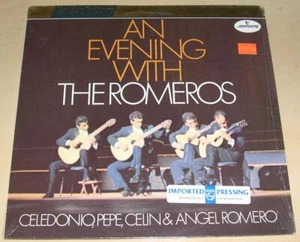 AN
EVENING
WITH
THE ROMEROS
IMPORTED PRESSING
CELEDONIO, PEPE, CELIN & ANGEL ROMERO